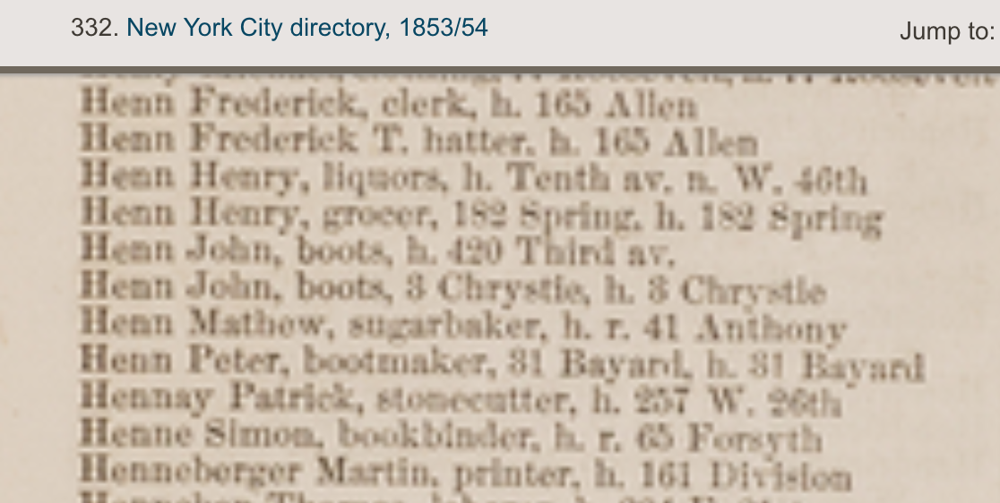 332. New York City directory, 1853/54
Jump to:
Henn Frederick, clerk, h. 165 Allen
Henn Frederick T. hatter, h. 165 Allen
Henn Henry, liquors, h. Tenth av. n. W. 46th
Henn Henry, grocer, 182 Spring, h. 182 Spring
Henn John, boots, h. 420 Third av.
Henn John, boots, 3 Chrystie, h. 3 Chrystie
Henn Mathew, sugarbaker, h. r. 41 Anthony
Henn Peter, bootmaker, 31 Bayard, h. 31 Bayard
Hennay Patrick, stonecutter, h. 257 W. 26th
Henne Simon, bookbinder, h. r. 65 Forsyth
Henneberger Martin, printer, h. 161 Division